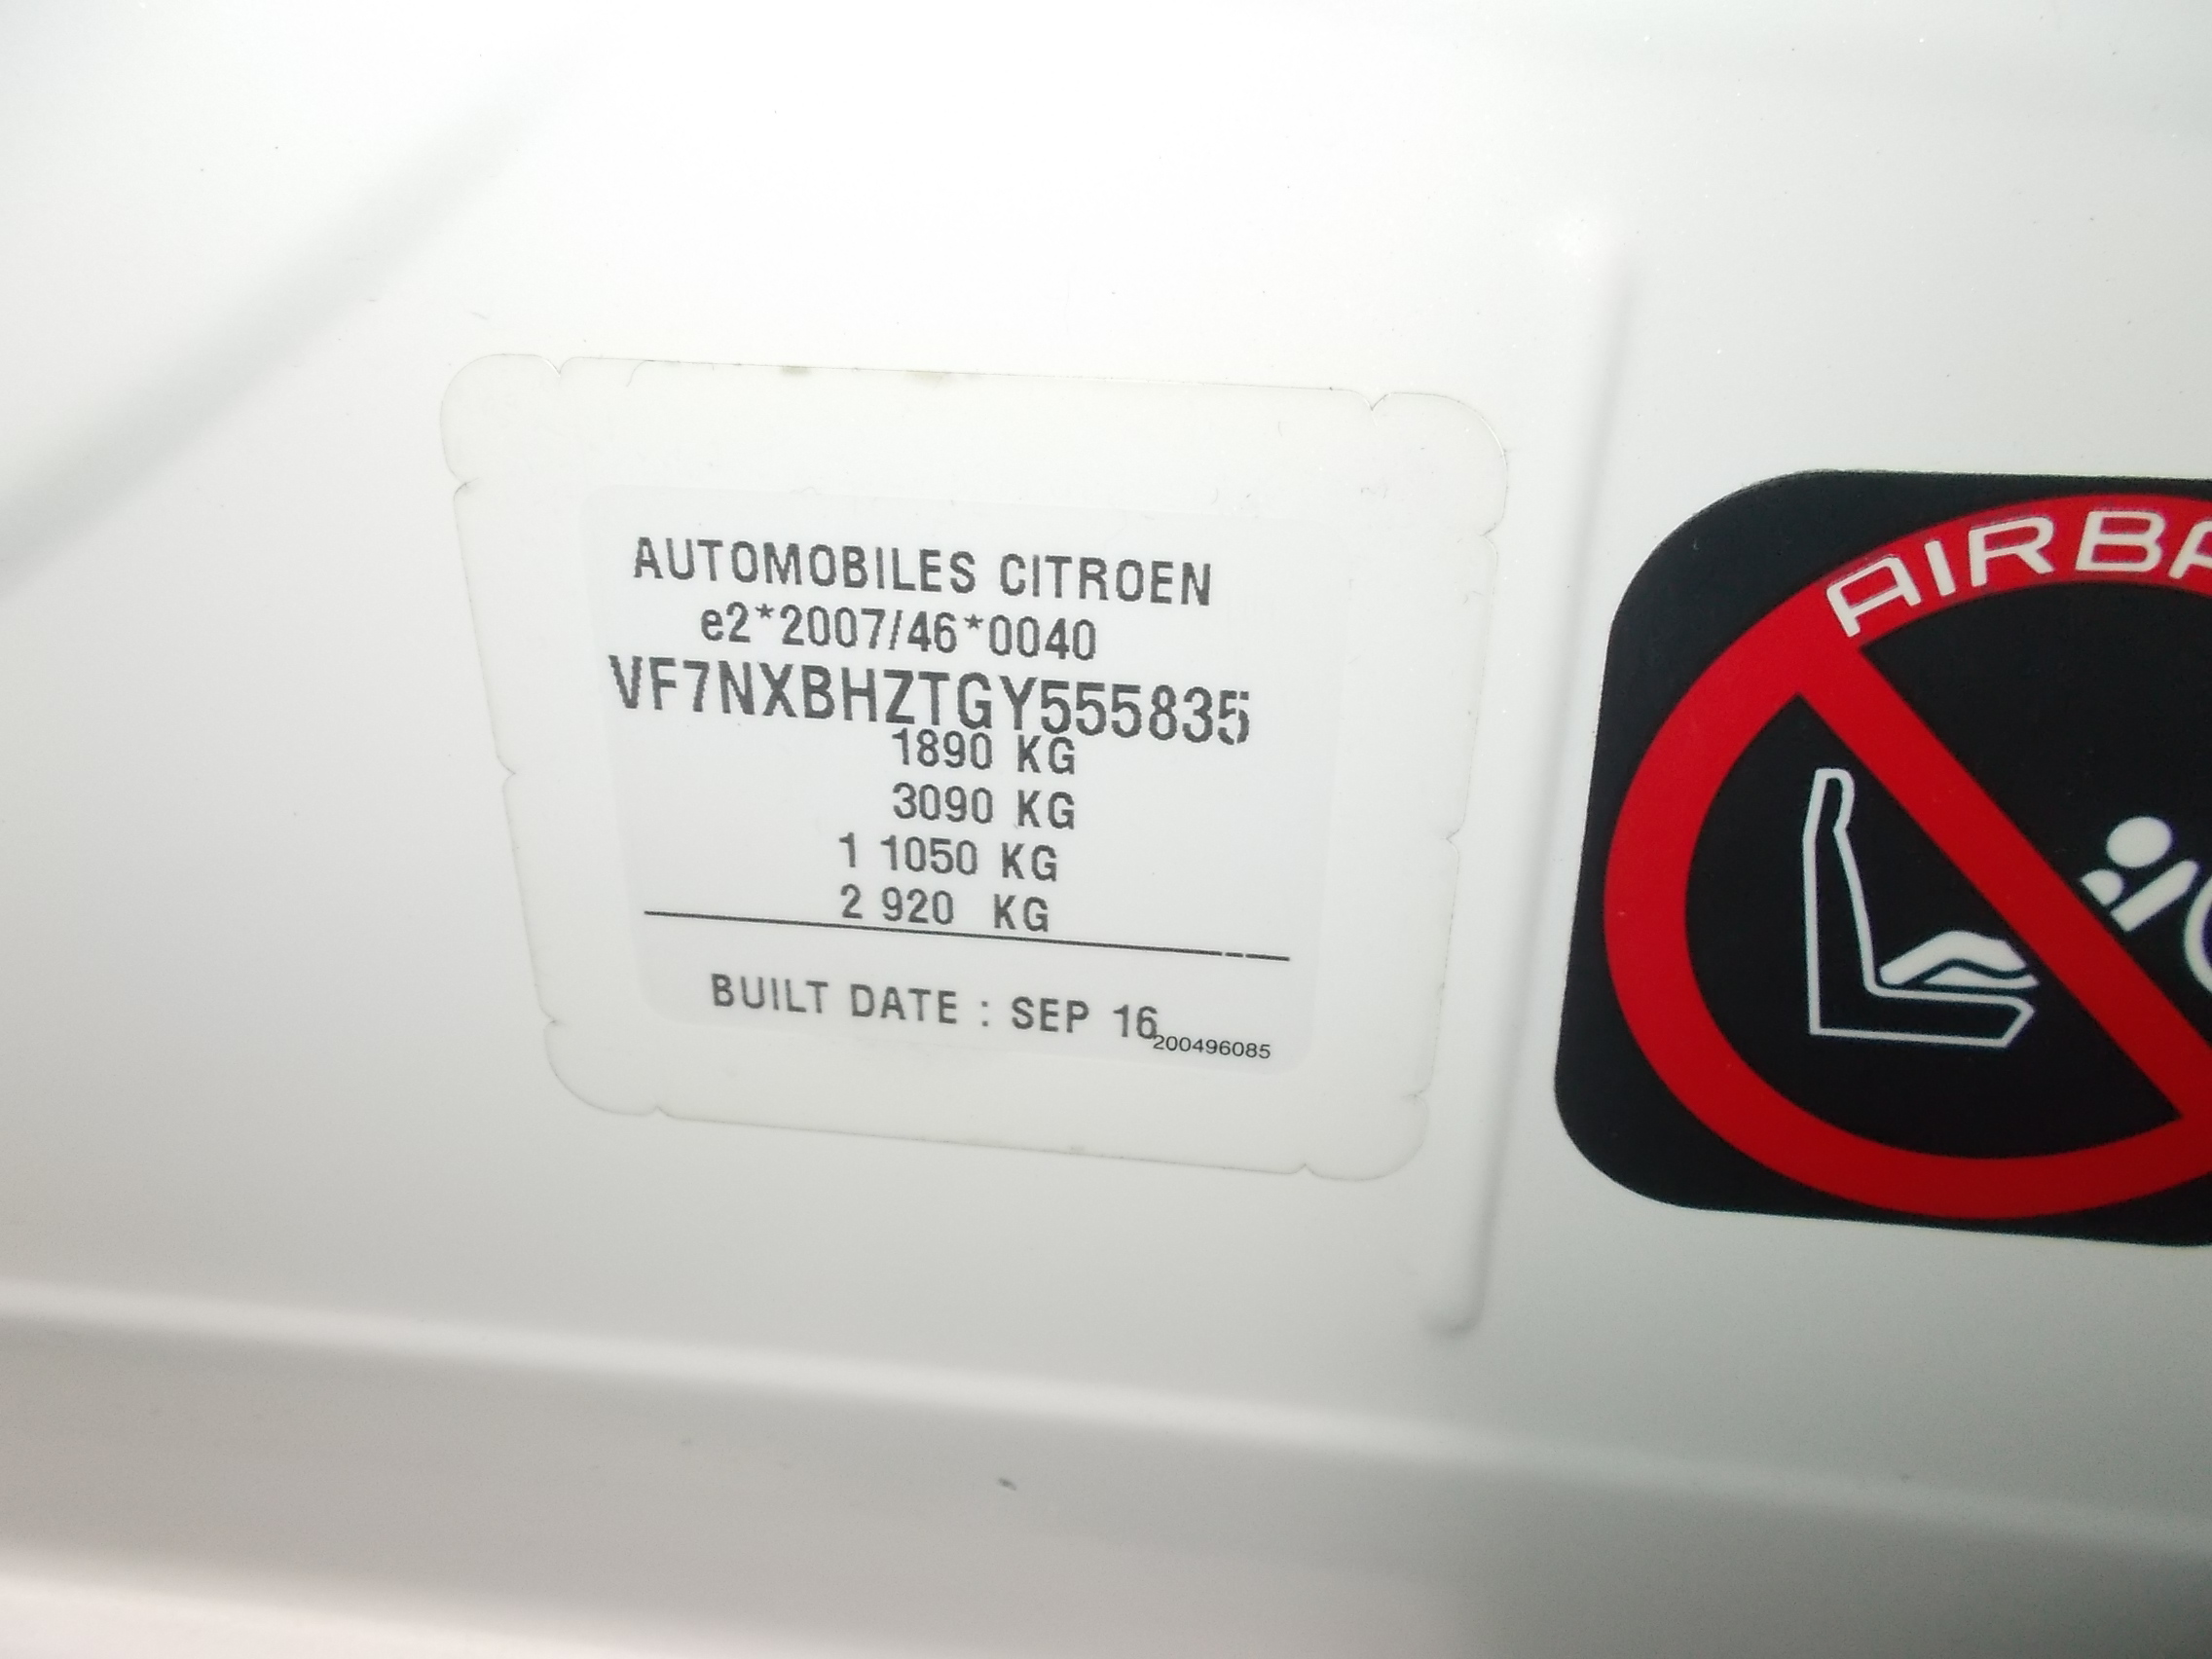 AUTOMOBILES CITROEN
e2*2007/46*0040
VF7NXBHZTGY555835
1890 KG
3090 KG
1 1050 KG
2 920 KG
BUILT DATE : SEP 16
200496085
AIRBA